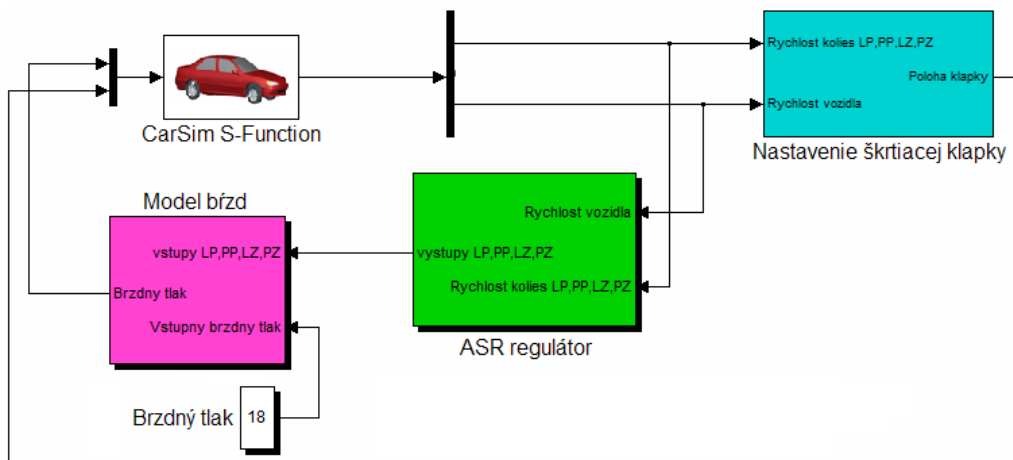 Rychlost kolies LP,PP,LZ,PZ
Poloha klapky
Rychlost vozidla
CarSim S-Function
Nastavenie škrtiacej klapky
Model bŕzd
Rychlost vozidla
vstupy LP,PP,LZ,PZ
vystupy LP,PP,LZ,PZ
Brzdny tlak
Rychlost kolies LP,PP,LZ,PZ
Vstupny brzdny tlak
ASR regulátor
Brzdný tlak
18